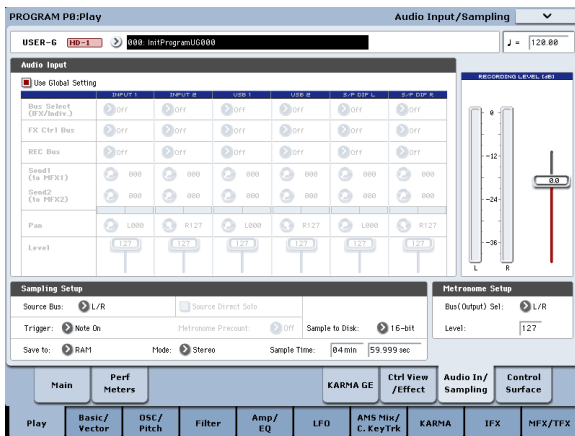 PROGRAM P0:Play Audio Input/Sampling
USER-G HD-1 000: InitProgramUG000 ♩ = 120.00
Audio Input
Use Global Setting
RECORDING LEVEL (dB)
INPUT 1 INPUT 2 USB 1 USB 2 S/P DIF L S/P DIF R
Bus Select
(IFX/Indiv.) Off Off Off Off Off Off
FX Ctrl Bus Off Off Off Off Off Off
REC Bus Off Off Off Off Off Off
Send1
(to MFX1) 000 000 000 000 000 000
Send2
(to MFX2) 000 000 000 000 000 000
Pan L000 R127 L000 R127 L000 R127
Level 127 127 127 127 127 127
0
-12
-24
-36
0.0
L R
Sampling Setup
Source Bus: L/R Source Direct Solo
Trigger: Note On Metronome Precount: Off Sample to Disk: 16-bit
Save to: RAM Mode: Stereo Sample Time: 04 min 59.999 sec
Metronome Setup
Bus(Output) Sel: L/R
Level: 127
Main
Perf
Meters
KARMA GE
Ctrl View
/Effect
Audio In/
Sampling
Control
Surface
Play
Basic/
Vector
OSC/
Pitch
Filter
Amp/
EQ
LFO
AMS Mix/
C. KeyTrk
KARMA
IFX
MFX/TFX